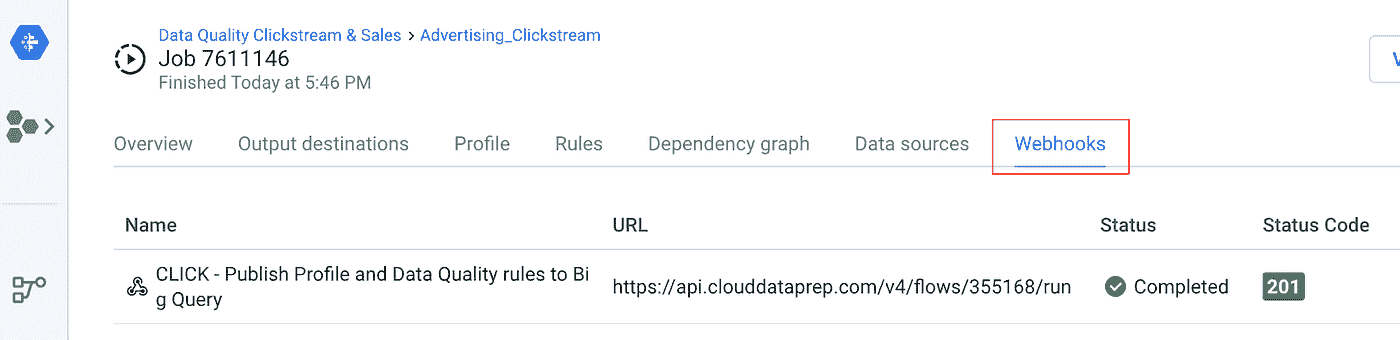 Data Quality Clickstream & Sales > Advertising_Clickstream
Job 7611146
Finished Today at 5:46 PM
Overview Output destinations Profile Rules Dependency graph Data sources Webhooks
Name URL Status Status Code
CLICK - Publish Profile and Data Quality rules to Bi
g Query
https://api.clouddataprep.com/v4/flows/355168/run Completed 201